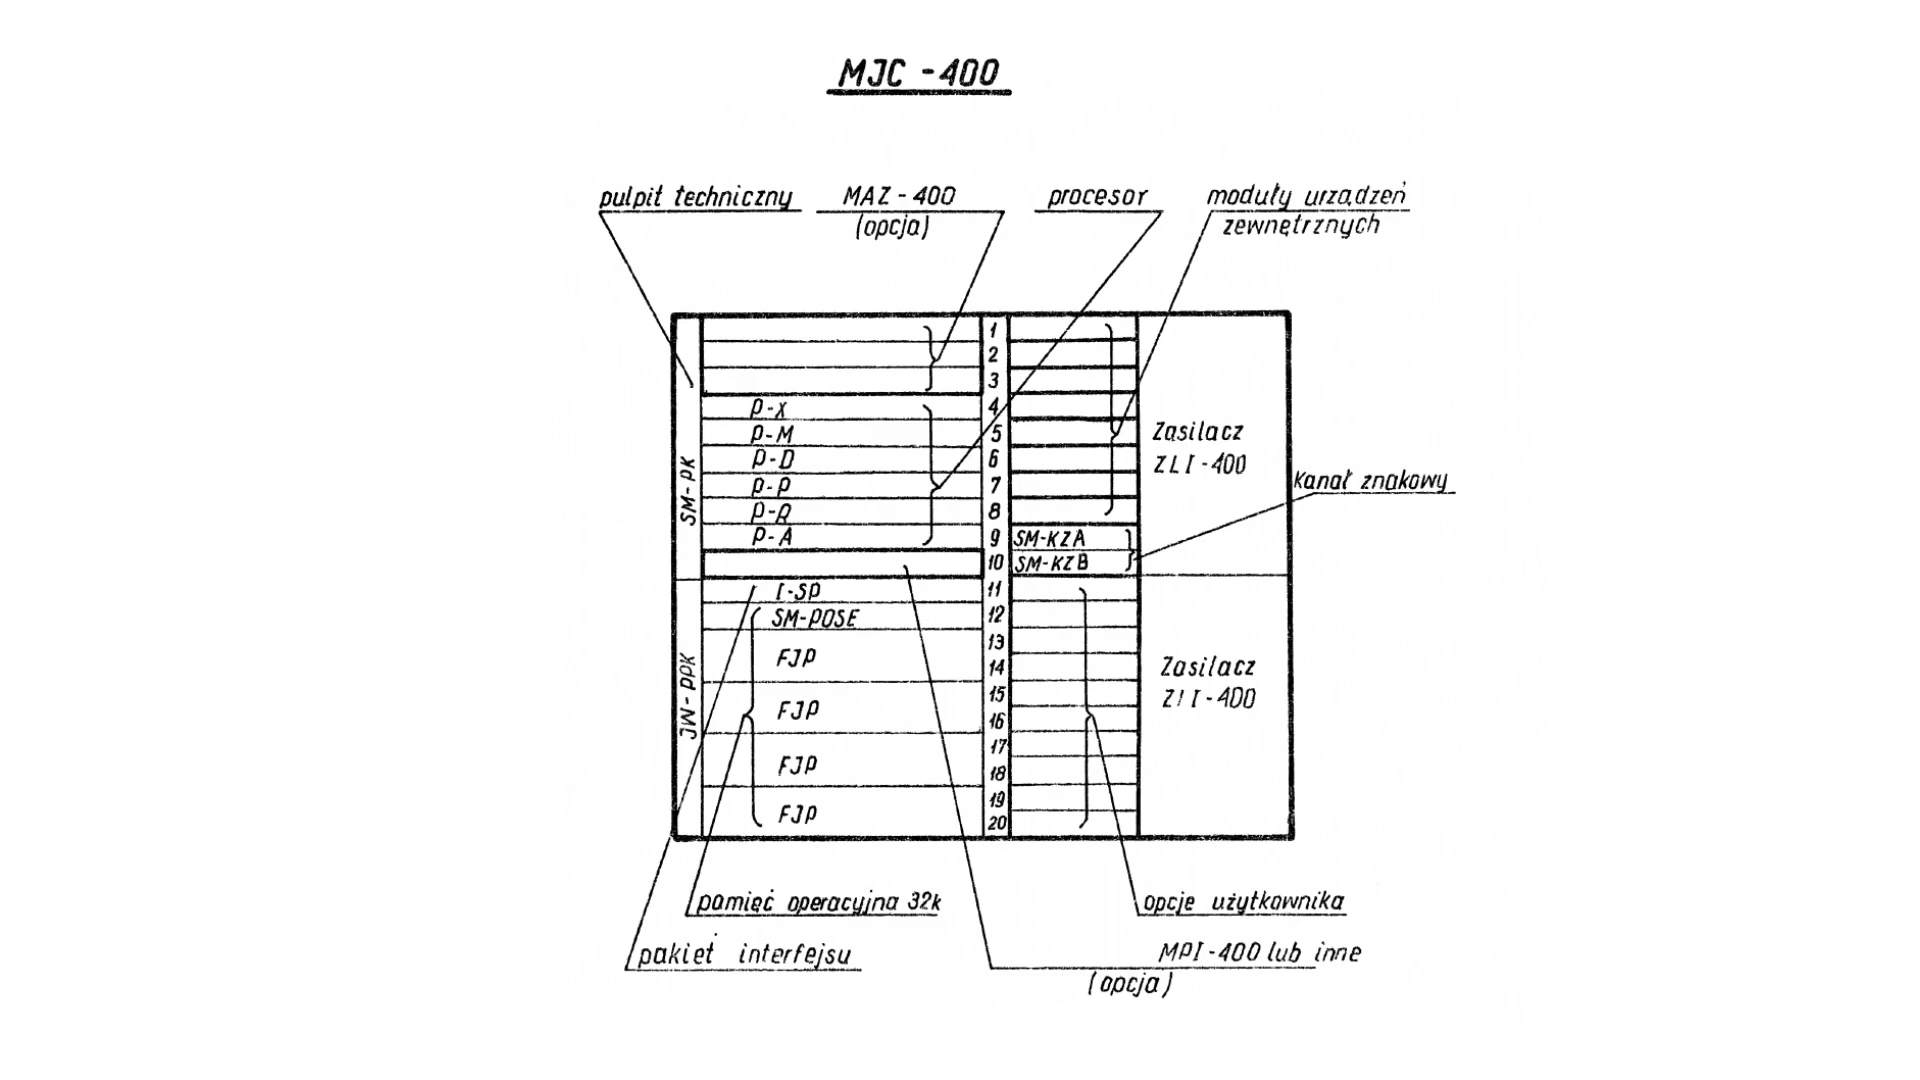 MJC - 400
pulpit techniczny
MAZ - 400
(opcja)
procesor
moduły urządzeń
zewnętrznych
1
2
3
P-X 4
P-M 5
P-D 6
P-P 7
P-R 8
P-A 9 SM-KZA
10 SM-KZB
SM-PK
Zasilacz
ZLI-400
Kanał znakowy
I-SP 11
SM-POSE 12
13
FJP 14
15
FJP 16
17
FJP 18
19
FJP 20
JW-PPK
Zasilacz
ZLI-400
pamięć operacyjna 32k
opcje użytkownika
pakiet interfejsu
MPI-400 lub inne
(opcja)